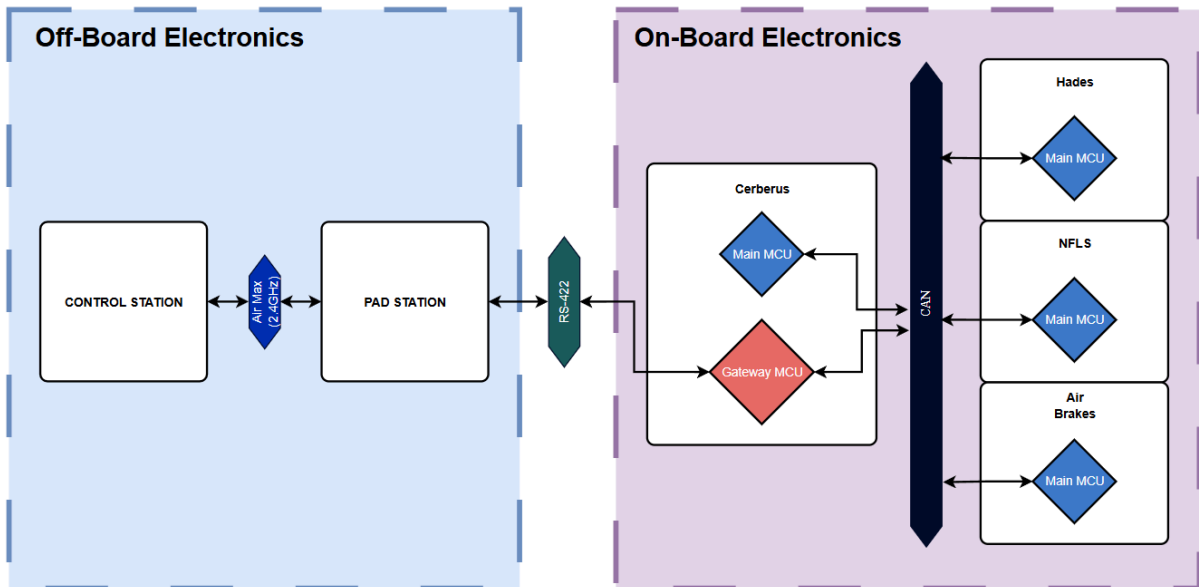 Off-Board Electronics
CONTROL STATION
Air Max
(2.4GHz)
PAD STATION
RS-422
On-Board Electronics
Cerberus
Main MCU
Gateway MCU
CAN
Hades
Main MCU
NFLS
Main MCU
Air
Brakes
Main MCU